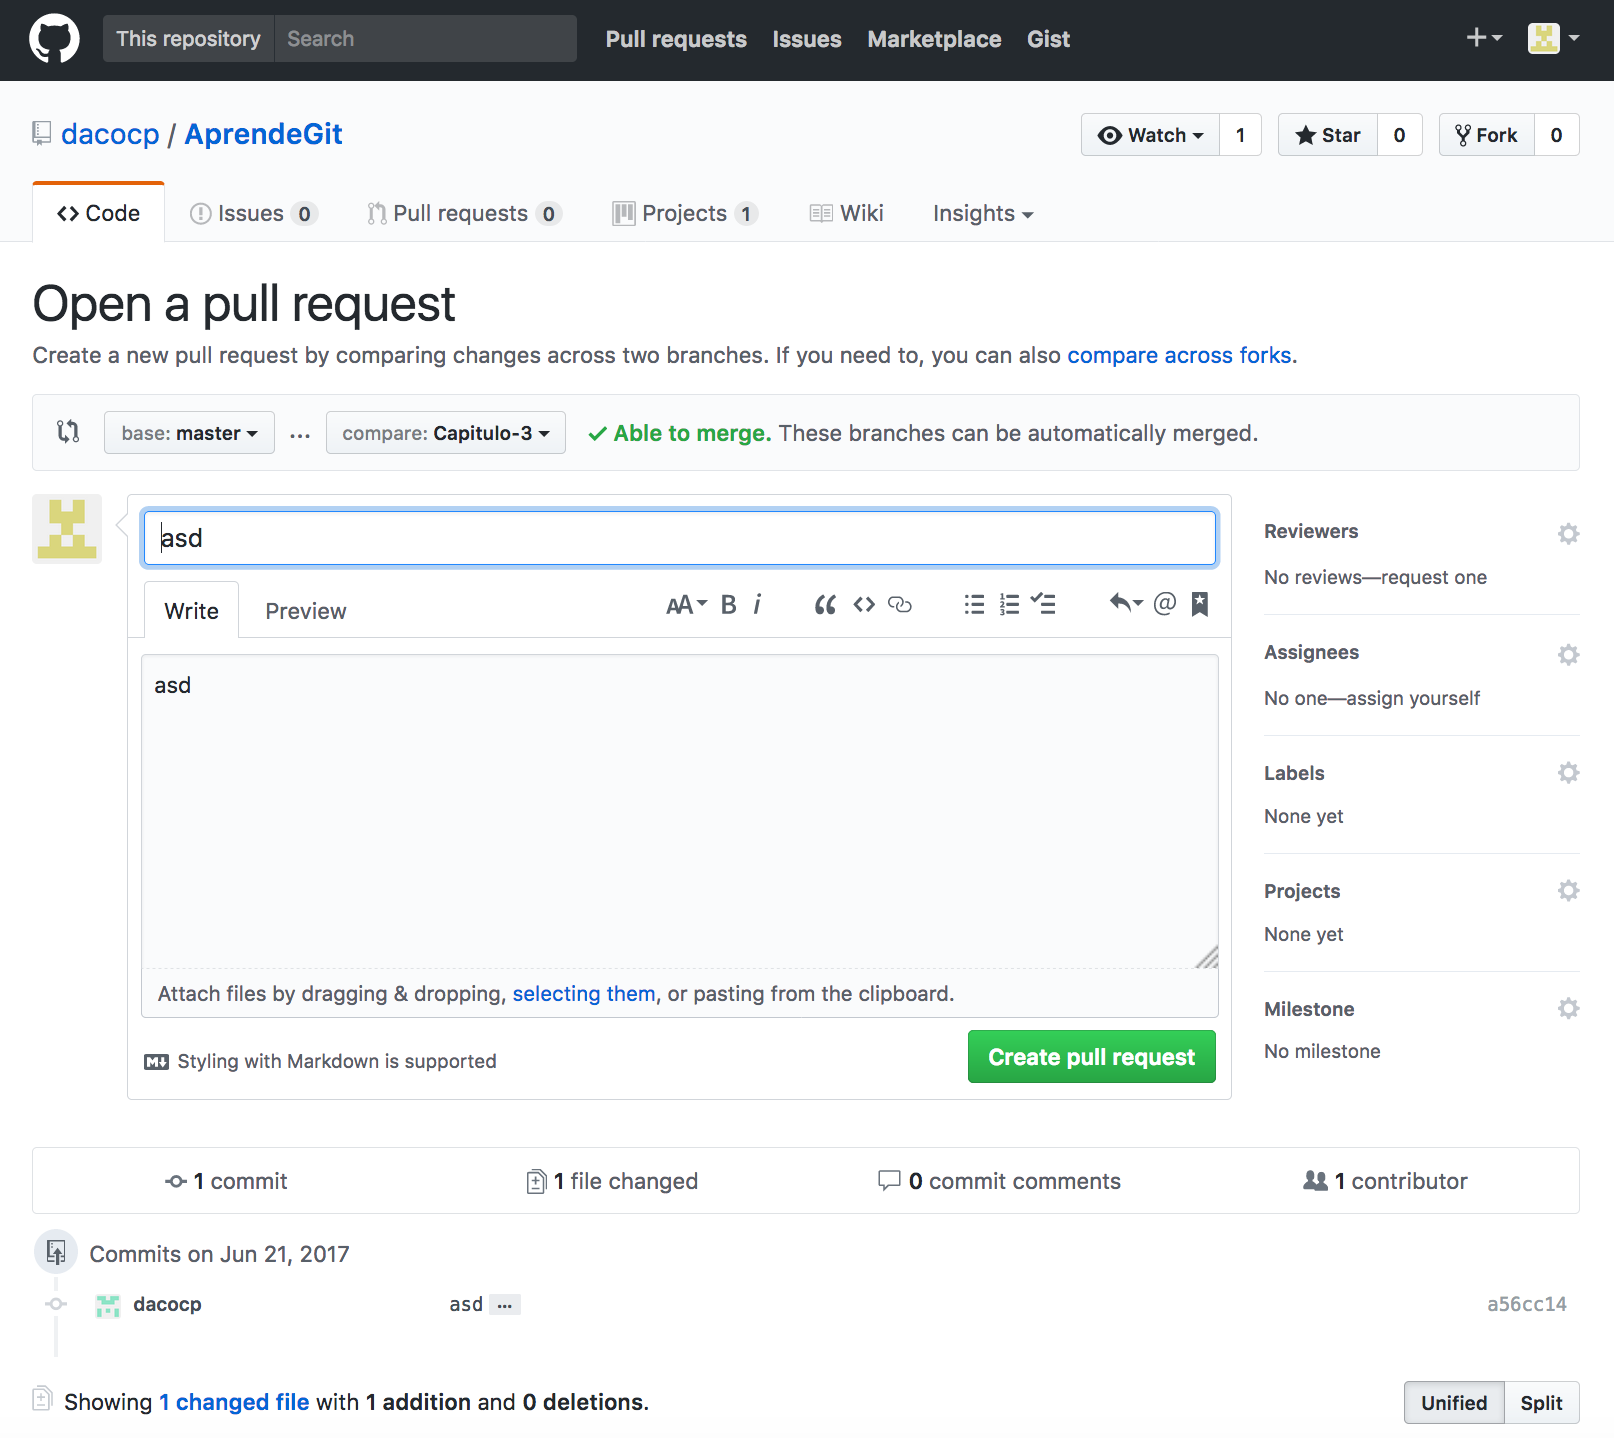 This repository Search Pull requests Issues Marketplace Gist
dacocp / AprendeGit Watch 1 Star 0 Fork 0
Code Issues 0 Pull requests 0 Projects 1 Wiki Insights
Open a pull request
Create a new pull request by comparing changes across two branches. If you need to, you can also compare across forks.
base: master ... compare: Capitulo-3 Able to merge. These branches can be automatically merged.
asd
Write Preview AA B i
asd
Attach files by dragging & dropping, selecting them, or pasting from the clipboard.
Styling with Markdown is supported Create pull request
Reviewers
No reviews—request one
Assignees
No one—assign yourself
Labels
None yet
Projects
None yet
Milestone
No milestone
1 commit 1 file changed 0 commit comments 1 contributor
Commits on Jun 21, 2017
dacocp asd ... a56cc14
Showing 1 changed file with 1 addition and 0 deletions. Unified Split